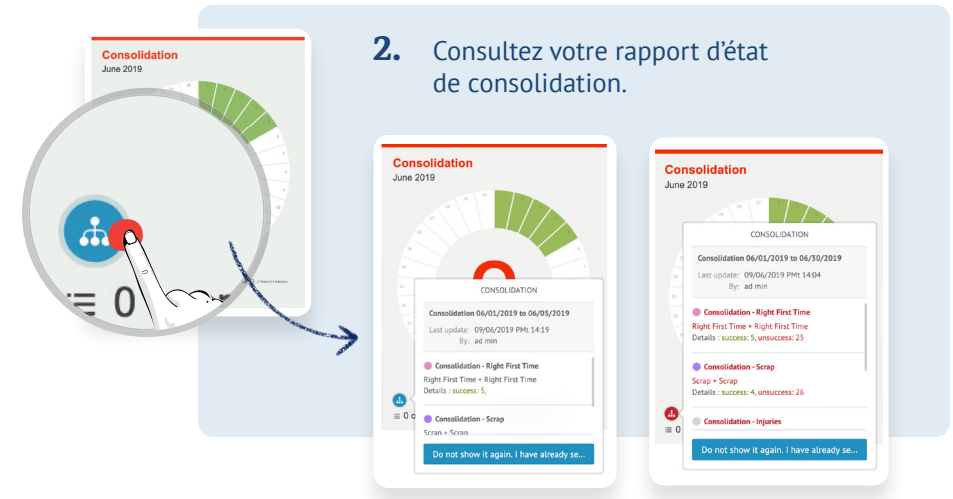 Consolidation
June 2019
0
2. Consultez votre rapport d'état
de consolidation.
Consolidation
June 2019
CONSOLIDATION
Consolidation 06/01/2019 to 06/05/2019
Last update: 09/06/2019 PMt 14:19
By: ad min
Consolidation - Right First Time
Right First Time + Right First Time
Details : success: 5,
Consolidation - Scrap
Scrap + Scrap
0
Do not show it again. I have already se...
Consolidation
June 2019
CONSOLIDATION
Consolidation 06/01/2019 to 06/30/2019
Last update: 09/06/2019 PMt 14:04
By: ad min
Consolidation - Right First Time
Right First Time + Right First Time
Details : success: 5, unsuccess: 25
Consolidation - Scrap
Scrap + Scrap
Details : success: 4, unsuccess: 26
Consolidation - Injuries
0
Do not show it again. I have already se...